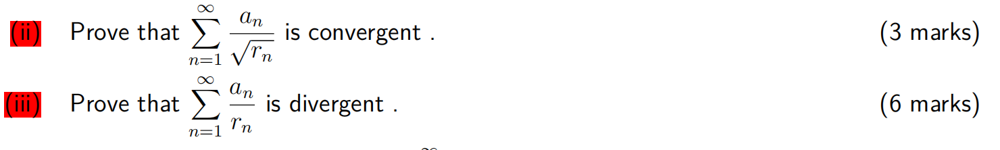 (ii) Prove that $\sum_{n=1}^{\infty} \frac{a_n}{\sqrt{r_n}}$ is convergent . (3 marks)
(iii) Prove that $\sum_{n=1}^{\infty} \frac{a_n}{r_n}$ is divergent . (6 marks)